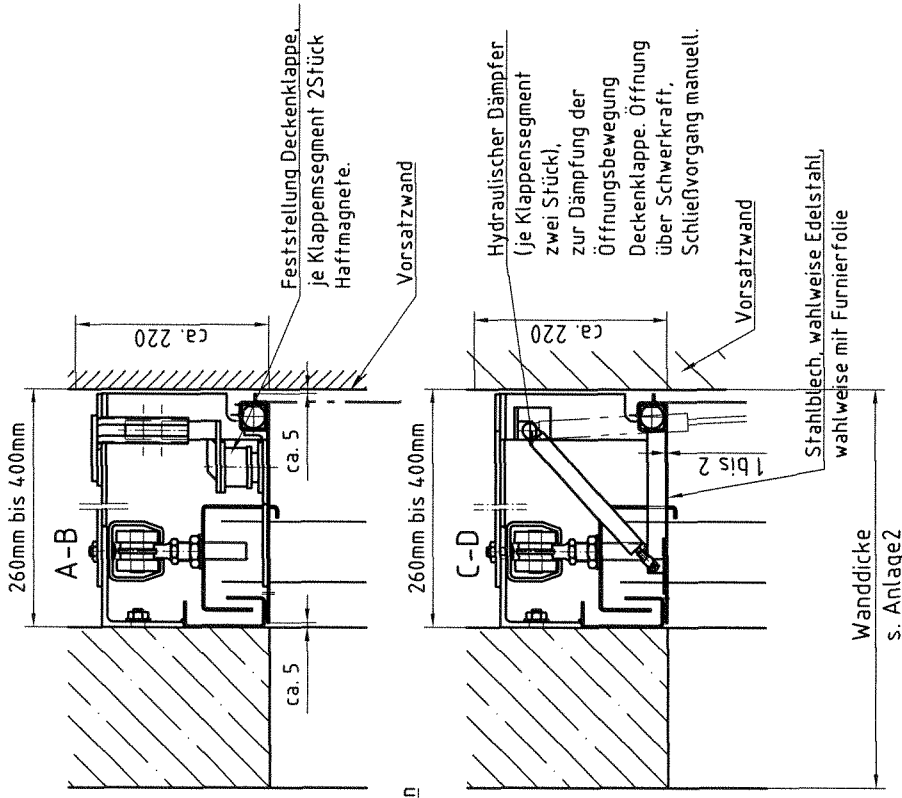 260mm bis 400mm
A-B
ca. 220
Feststellung Deckenklappe,
je Klappemsegment 2Stück
Haftmagnete.
Vorsatzwand
ca. 5
ca. 5
n
260mm bis 400mm
C-D
ca. 220
Hydraulischer Dämpfer
(je Klappensegment
zwei Stück),
zur Dämpfung der
Öffnungsbewegung
Deckenklappe. Öffnung
über Schwerkraft,
Schließvorgang manuell.
Vorsatzwand
1 bis 2
Stahlblech, wahlweise Edelstahl,
wahlweise mit Furnierfolie
Wanddicke
s. Anlage2